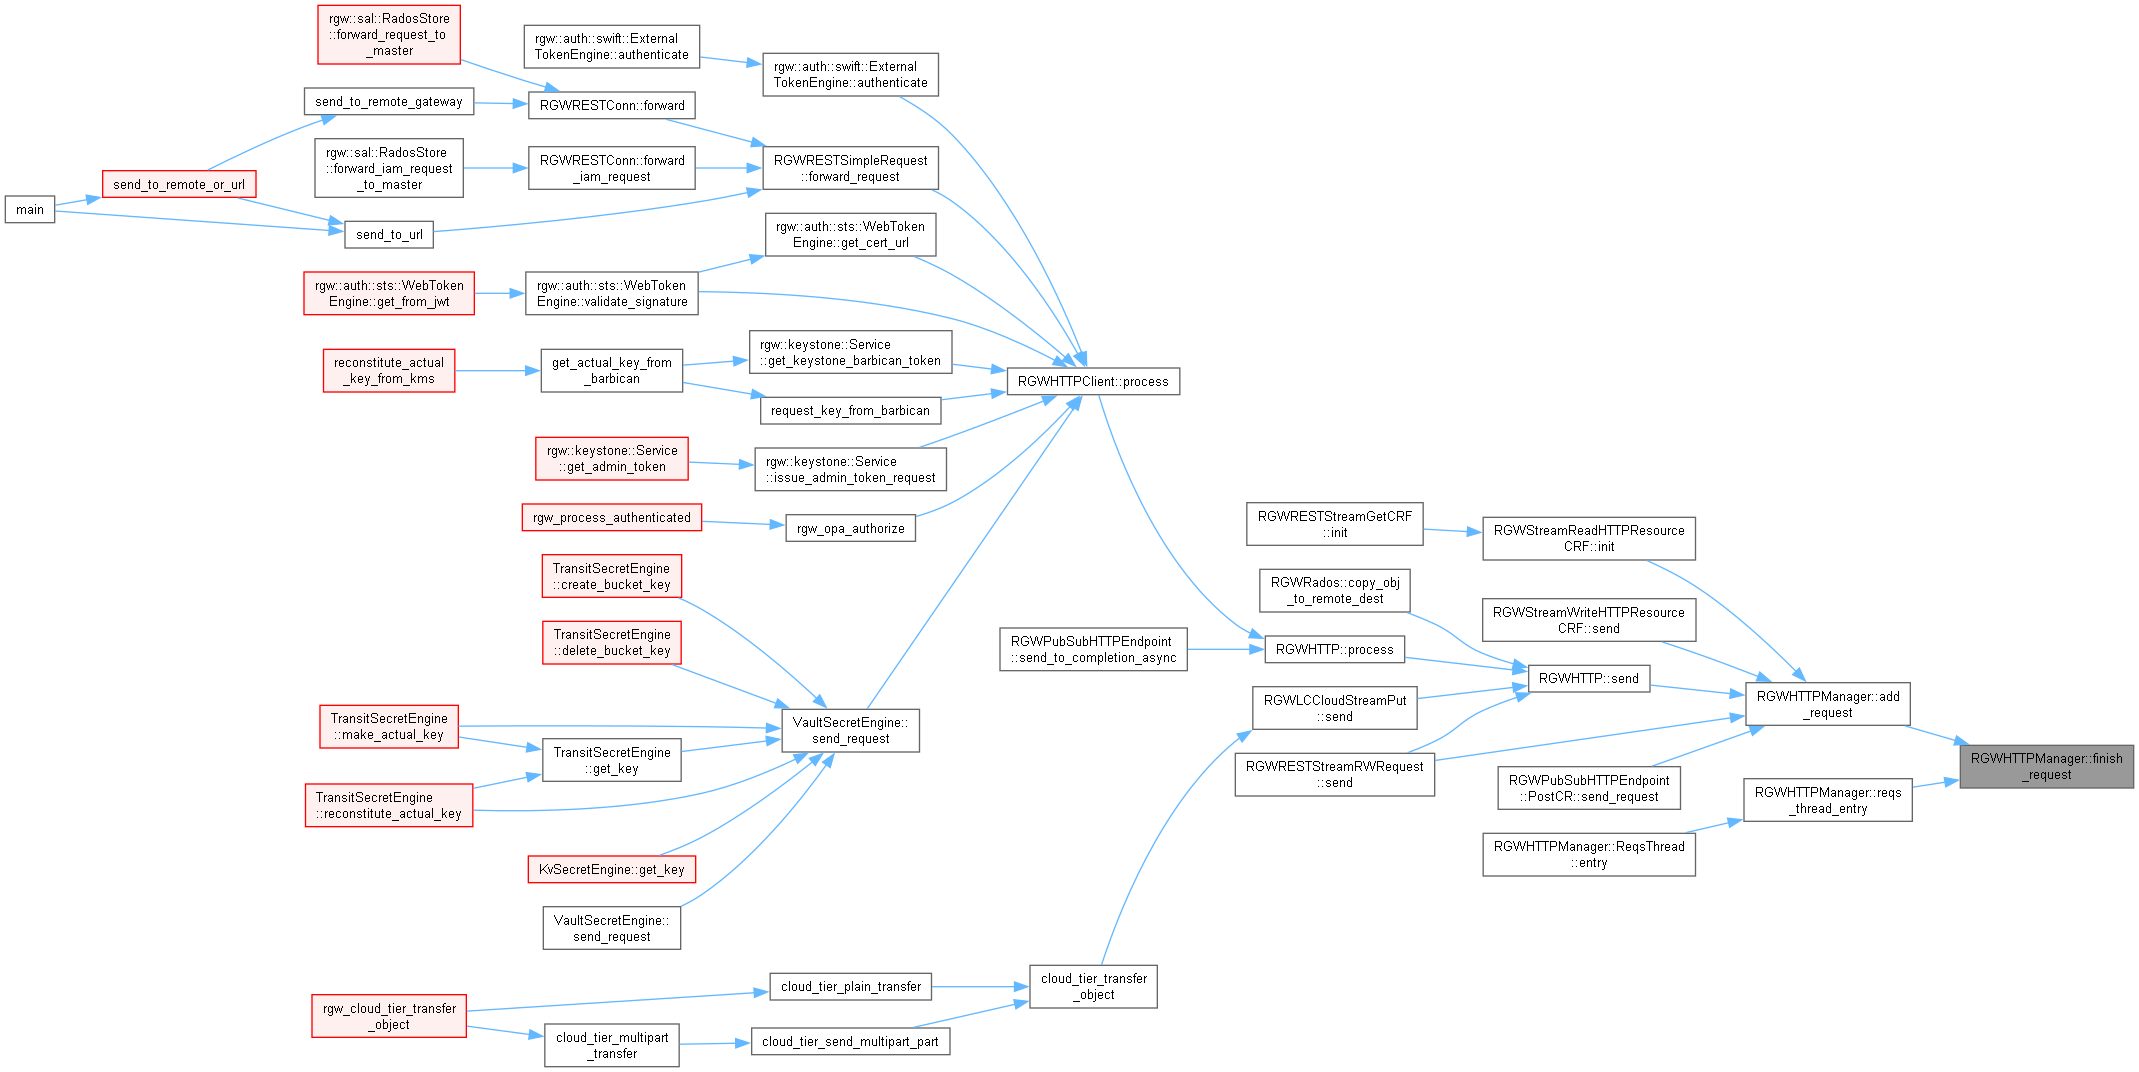 rgw::sal::RadosStore
::forward_request_to
_master
rgw::auth::swift::External
TokenEngine::authenticate
rgw::auth::swift::External
TokenEngine::authenticate
send_to_remote_gateway
RGWRESTConn::forward
rgw::sal::RadosStore
::forward_iam_request
_to_master
RGWRESTConn::forward
_iam_request
RGWRESTSimpleRequest
::forward_request
send_to_remote_or_url
main
send_to_url
rgw::auth::sts::WebToken
Engine::get_cert_url
rgw::auth::sts::WebToken
Engine::get_from_jwt
rgw::auth::sts::WebToken
Engine::validate_signature
reconstitute_actual
_key_from_kms
get_actual_key_from
_barbican
rgw::keystone::Service
::get_keystone_barbican_token
RGWHTTPClient::process
request_key_from_barbican
rgw::keystone::Service
::get_admin_token
rgw::keystone::Service
::issue_admin_token_request
rgw_process_authenticated
rgw_opa_authorize
RGWRESTStreamGetCRF
::init
RGWStreamReadHTTPResource
CRF::init
TransitSecretEngine
::create_bucket_key
RGWRados::copy_obj
_to_remote_dest
RGWStreamWriteHTTPResource
CRF::send
TransitSecretEngine
::delete_bucket_key
RGWPubSubHTTPEndpoint
::send_to_completion_async
RGWHTTP::process
RGWHTTP::send
TransitSecretEngine
::make_actual_key
VaultSecretEngine::
send_request
RGWLCCloudStreamPut
::send
RGWHTTPManager::add
_request
TransitSecretEngine
::get_key
RGWRESTStreamRWRequest
::send
RGWHTTPManager::finish
_request
TransitSecretEngine
::reconstitute_actual_key
RGWPubSubHTTPEndpoint
::PostCR::send_request
RGWHTTPManager::reqs
_thread_entry
RGWHTTPManager::ReqsThread
::entry
KvSecretEngine::get_key
VaultSecretEngine::
send_request
cloud_tier_transfer
_object
cloud_tier_plain_transfer
rgw_cloud_tier_transfer
_object
cloud_tier_multipart
_transfer
cloud_tier_send_multipart_part